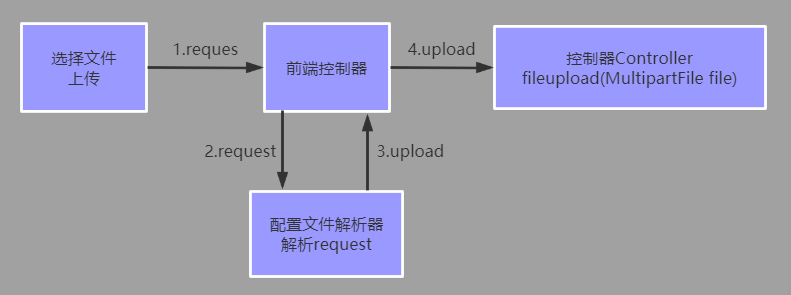 选择文件
上传
1.reques
前端控制器
4.upload
控制器Controller
fileupload(MultipartFile file)
2.request
3.upload
配置文件解析器
解析request